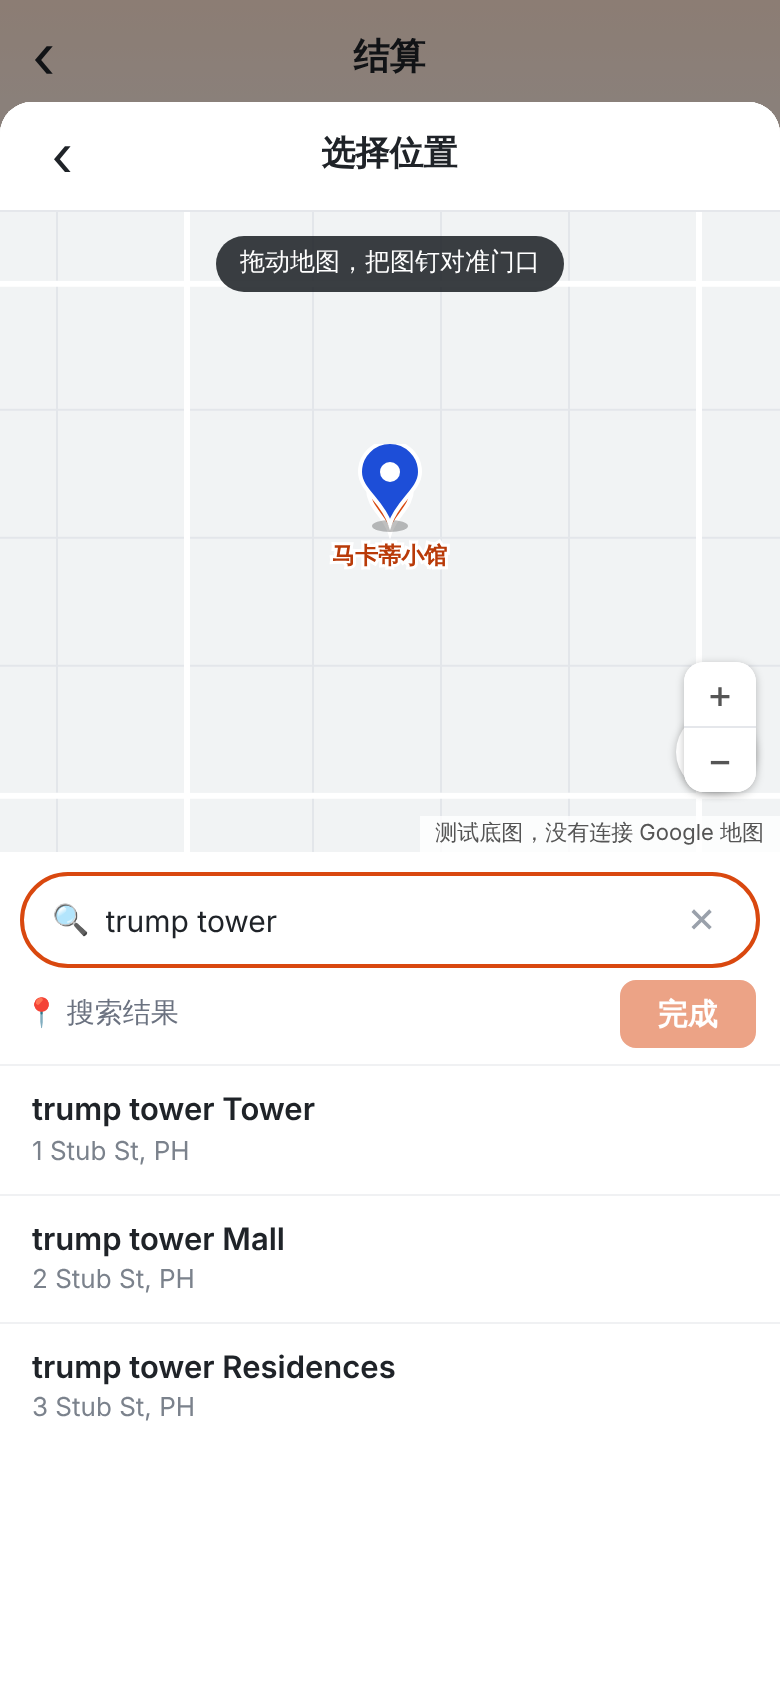 结算
选择位置
拖动地图，把图钉对准门口
马卡蒂小馆
+
−
测试底图，没有连接 Google 地图
trump tower
搜索结果
完成
trump tower Tower
1 Stub St, PH
trump tower Mall
2 Stub St, PH
trump tower Residences
3 Stub St, PH